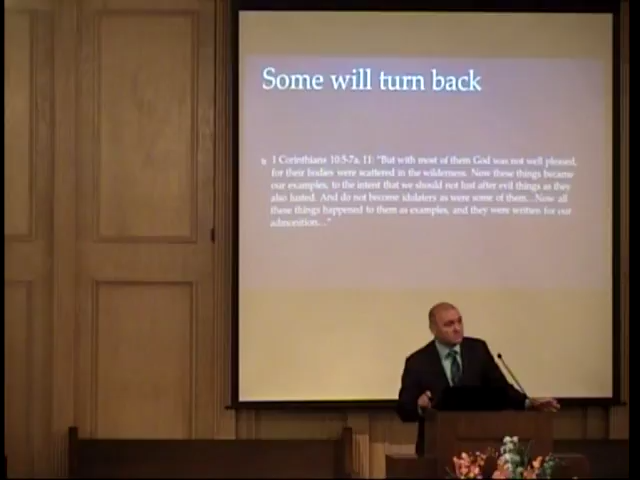 Some will turn back
1 Corinthians 10:5-7a, 11: "But with most of them God was not well pleased,
for their bodies were scattered in the wilderness. Now these things became
our examples, to the intent that we should not lust after evil things as they
also lusted. And do not become idolaters as were some of them...Now all
these things happened to them as examples, and they were written for our
admonition..."